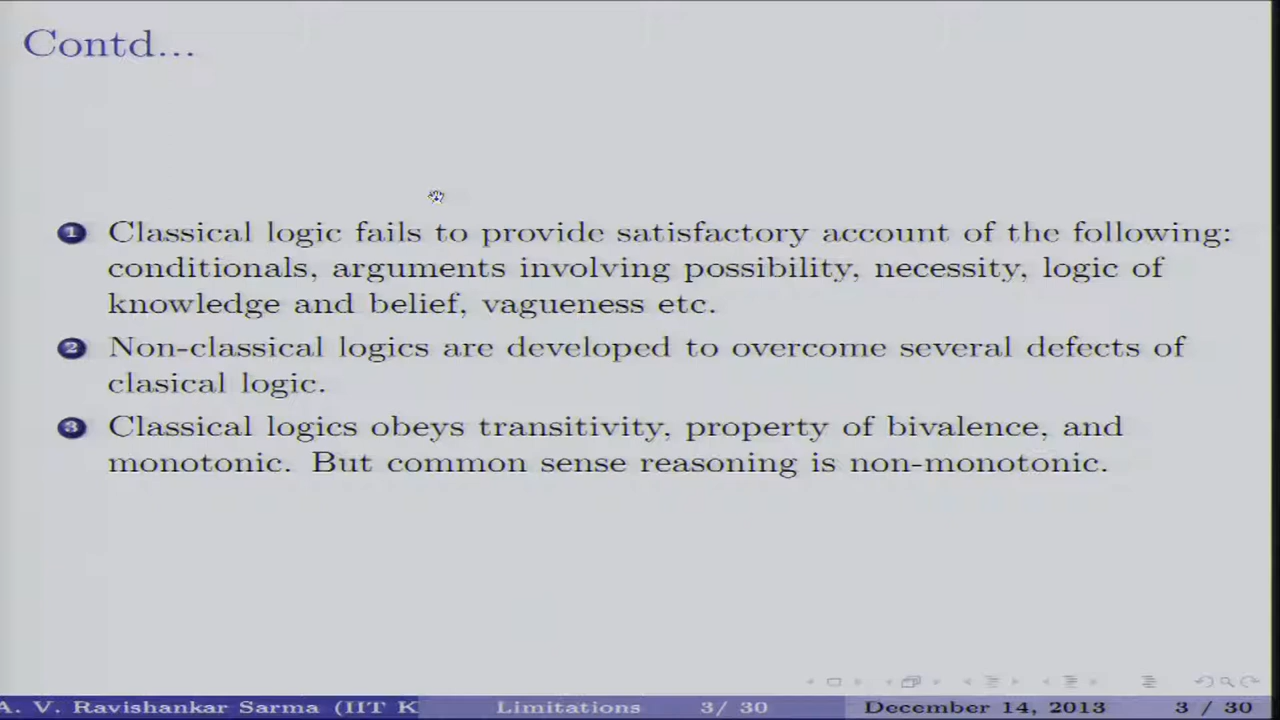 Contd...
1 Classical logic fails to provide satisfactory account of the following:
conditionals, arguments involving possibility, necessity, logic of
knowledge and belief, vagueness etc.
2 Non-classical logics are developed to overcome several defects of
clasical logic.
3 Classical logics obeys transitivity, property of bivalence, and
monotonic. But common sense reasoning is non-monotonic.
A. V. Ravishankar Sarma (IIT K Limitations 3/ 30 December 14, 2013 3 / 30